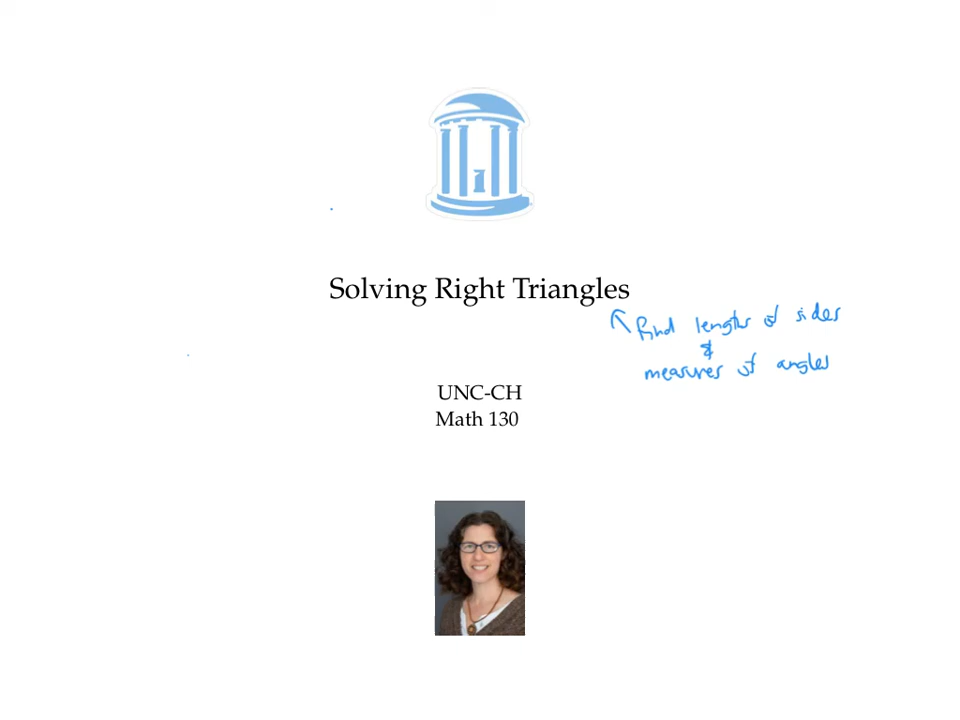 Solving Right Triangles
find lengths of sides
&
measures of angles
UNC-CH
Math 130